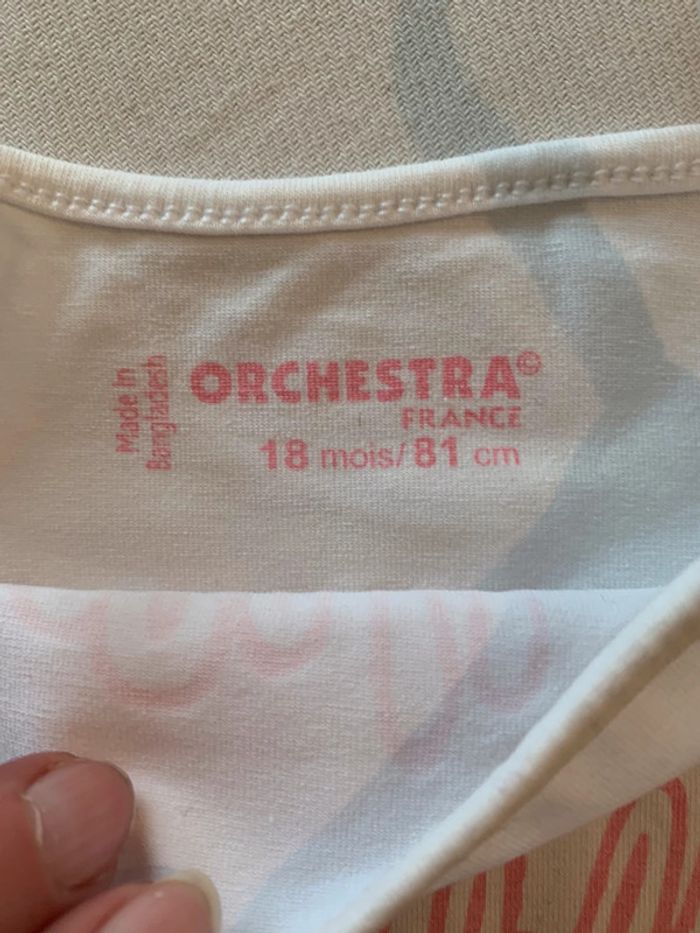 Made in
Bangladesh
ORCHESTRA®
FRANCE
18 mois/81 cm